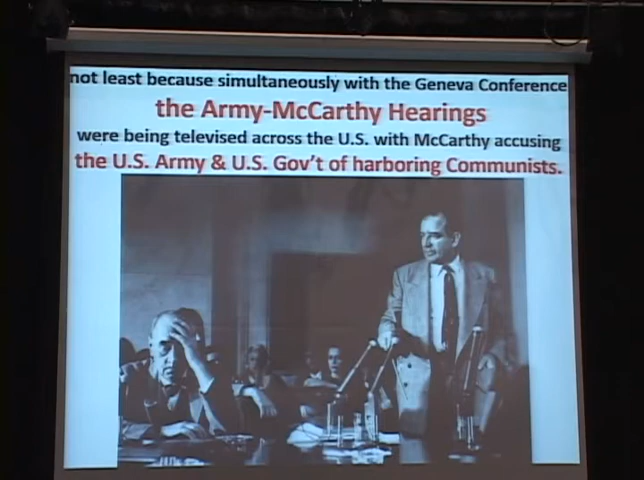 not least because simultaneously with the Geneva Conference
the Army-McCarthy Hearings
were being televised across the U.S. with McCarthy accusing
the U.S. Army & U.S. Gov't of harboring Communists.